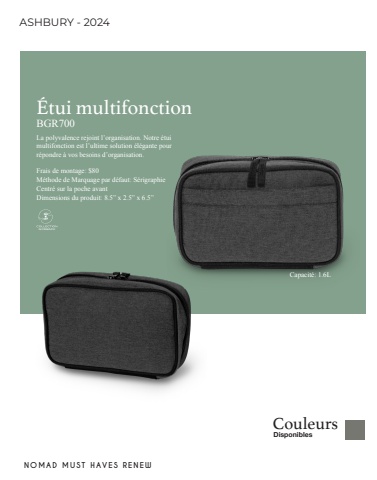 ASHBURY - 2024
Étui multifonction
BGR700
La polyvalence rejoint l'organisation. Notre étui
multifonction est l'ultime solution élégante pour
répondre à vos besoins d'organisation.
Frais de montage: $80
Méthode de Marquage par défaut: Sérigraphie
Centré sur la poche avant
Dimensions du produit: 8.5" x 2.5" x 6.5"
Capacité: 1.6L
Couleurs
Disponibles
NOMAD MUST HAVES RENEW